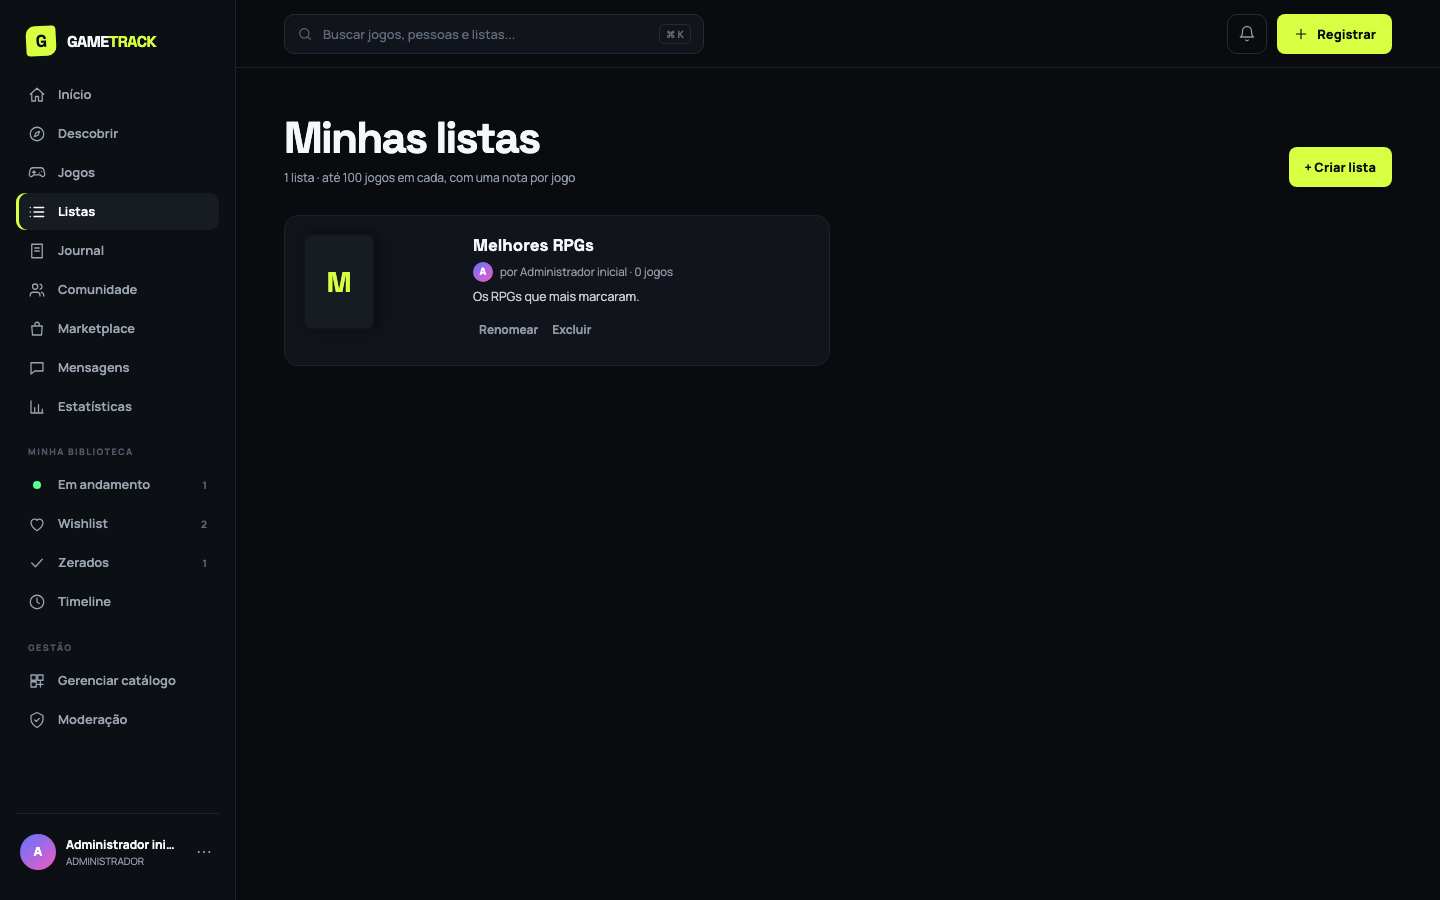 G GAMETRACK
Buscar jogos, pessoas e listas...
⌘ K
+ Registrar
Início
Descobrir
Jogos
Listas
Journal
Comunidade
Marketplace
Mensagens
Estatísticas
MINHA BIBLIOTECA
Em andamento 1
Wishlist 2
Zerados 1
Timeline
GESTÃO
Gerenciar catálogo
Moderação
A Administrador ini...
ADMINISTRADOR
Minhas listas
1 lista · até 100 jogos em cada, com uma nota por jogo
+ Criar lista
M
Melhores RPGs
A por Administrador inicial · 0 jogos
Os RPGs que mais marcaram.
Renomear Excluir